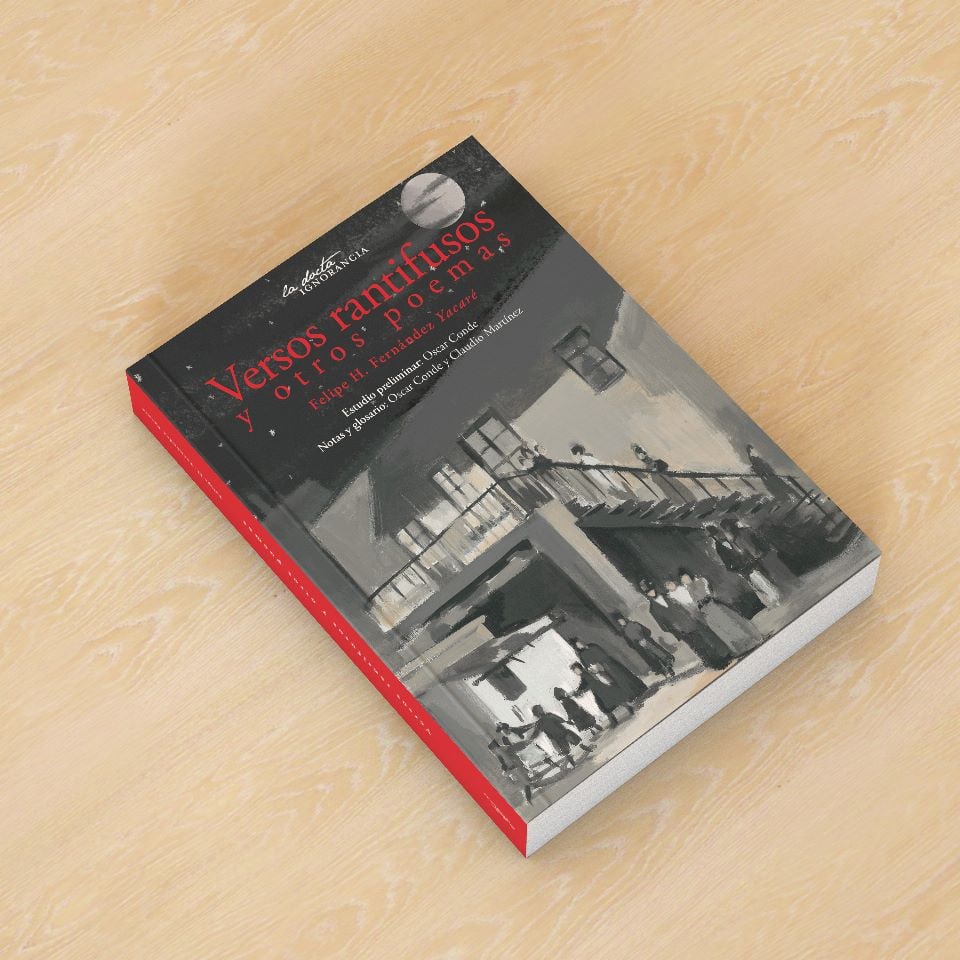 la docta
IGNORANCIA
Versos rantifusos
y otros poemas
Felipe H. Fernández Yacaré
Estudio preliminar: Oscar Conde
Notas y glosario: Oscar Conde y Claudio Martínez